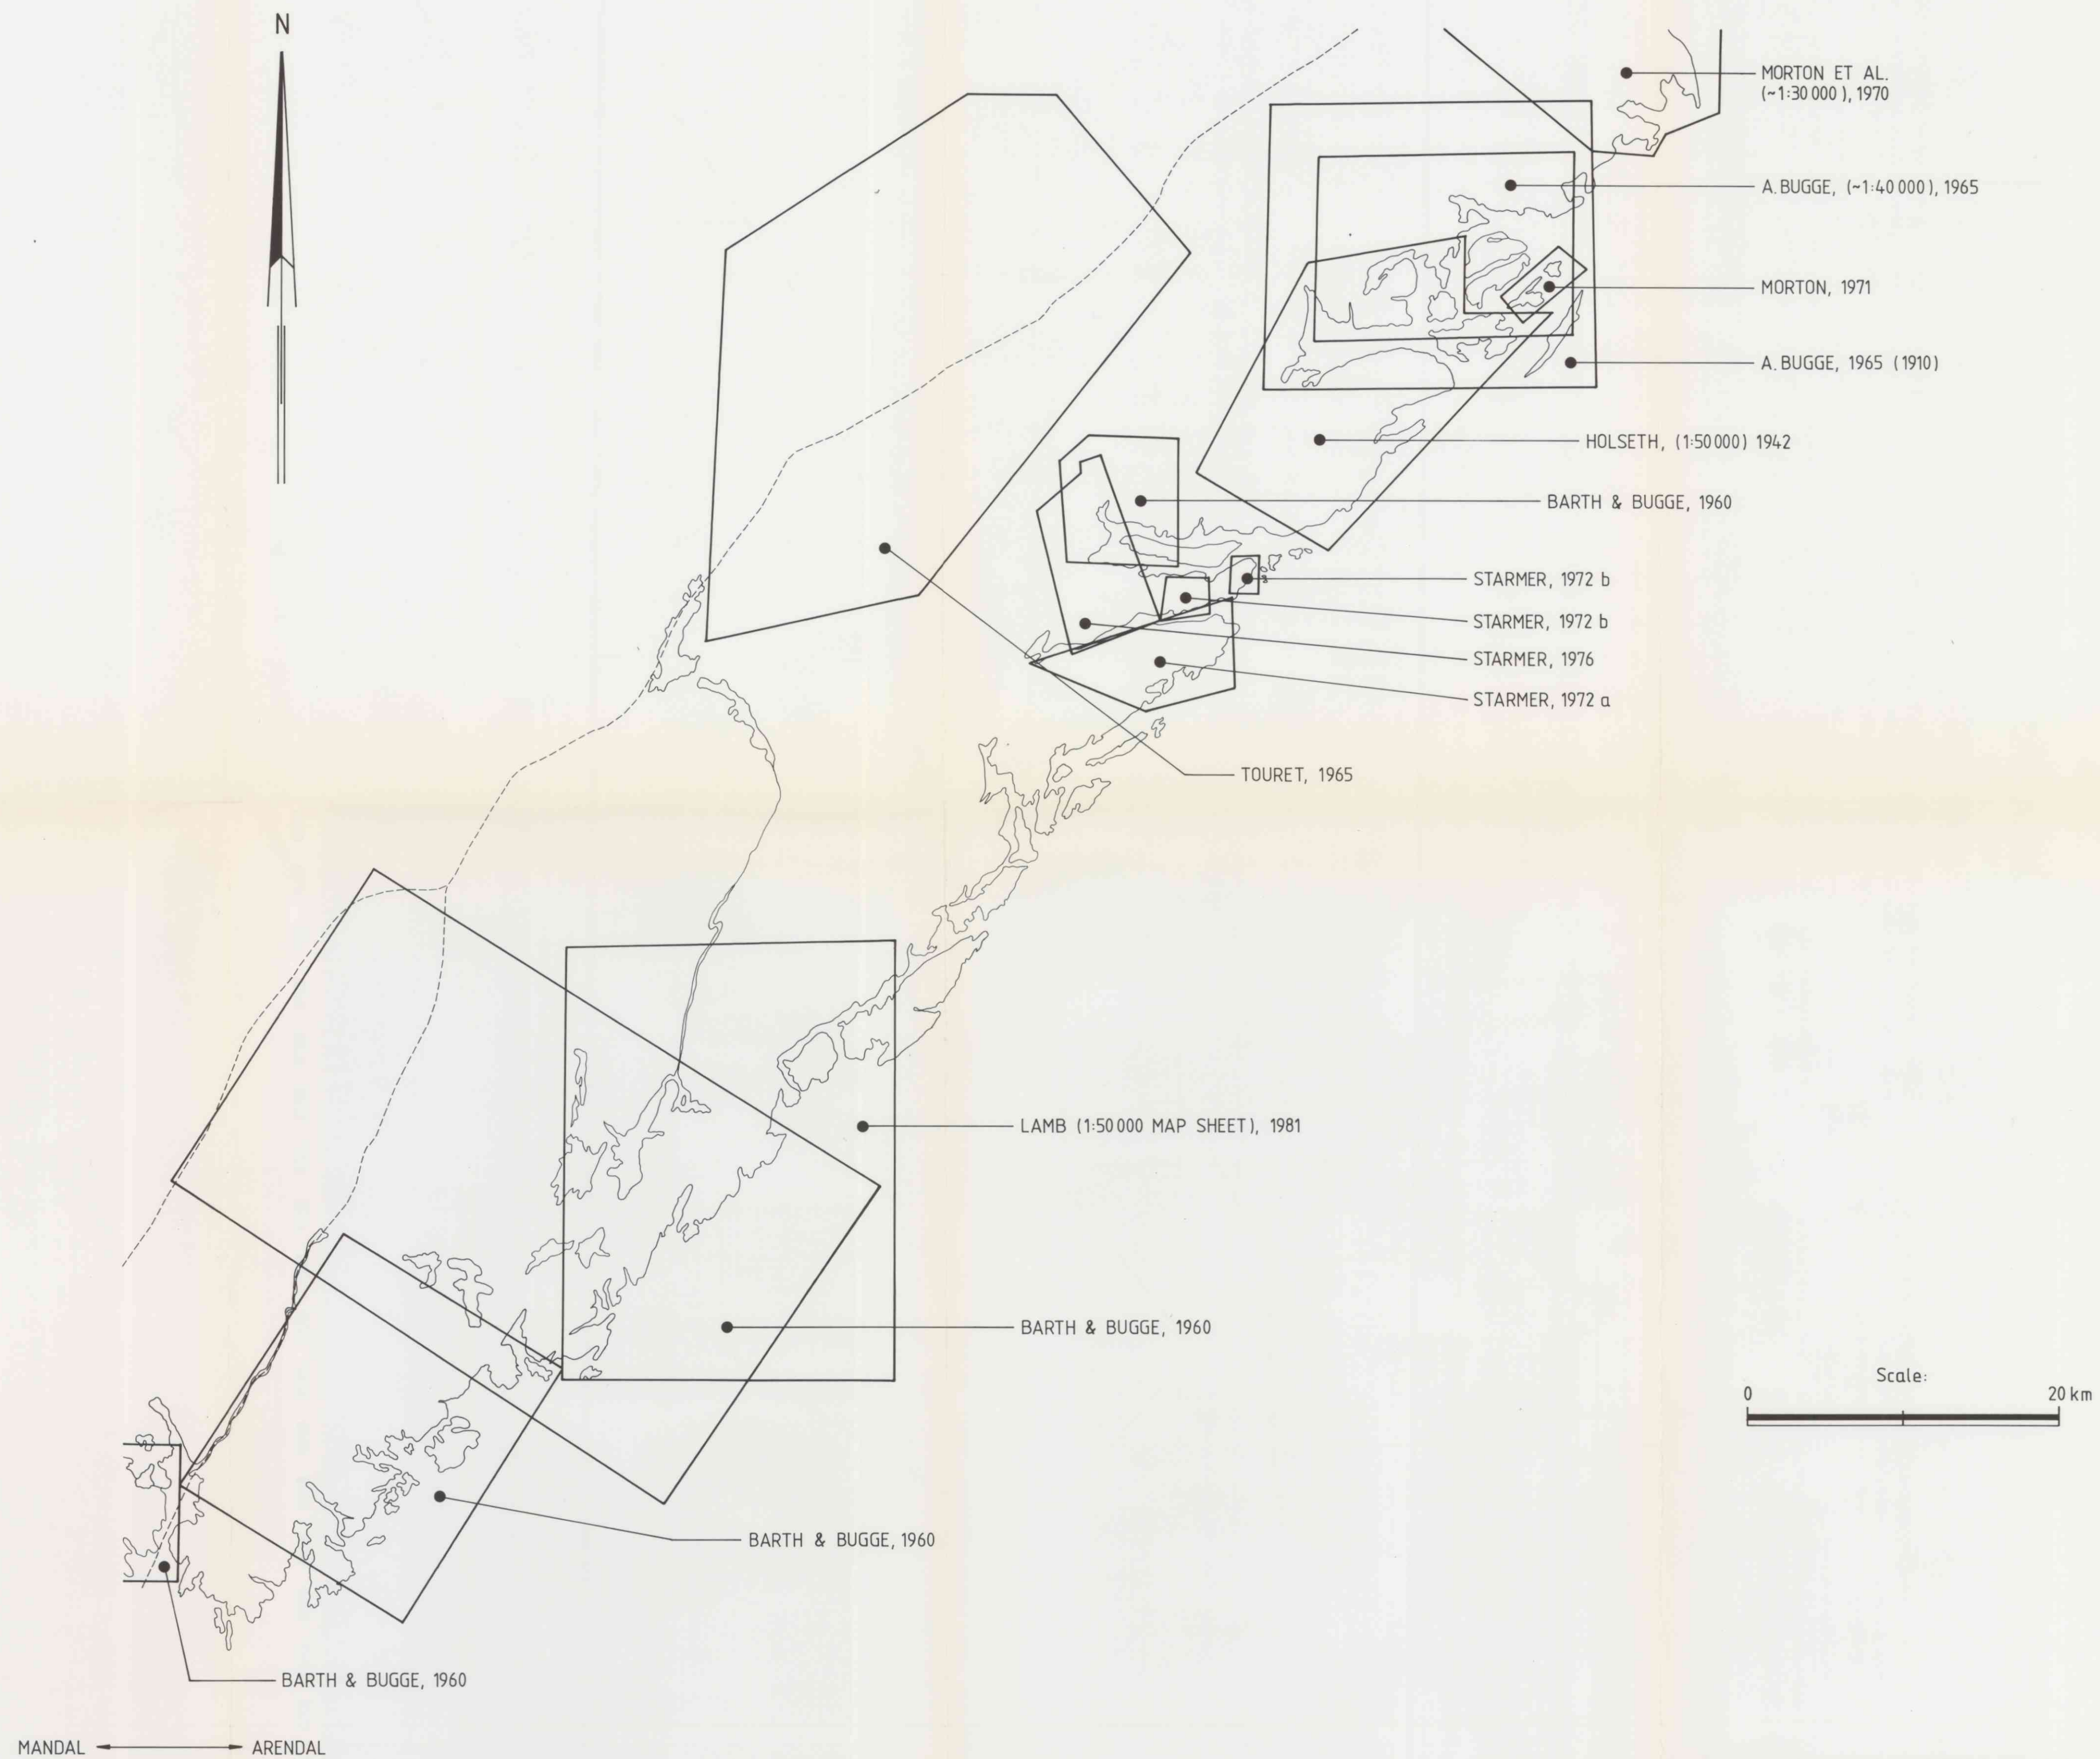 N
MORTON ET AL.
(~1:30 000 ), 1970
A. BUGGE, (~1:40 000), 1965
MORTON, 1971
A. BUGGE, 1965 (1910)
HOLSETH, (1:50 000) 1942
BARTH & BUGGE, 1960
STARMER, 1972 b
STARMER, 1972 b
STARMER, 1976
STARMER, 1972 a
TOURET, 1965
LAMB (1:50 000 MAP SHEET), 1981
BARTH & BUGGE, 1960
Scale:
0 20 km
BARTH & BUGGE, 1960
BARTH & BUGGE, 1960
MANDAL ARENDAL